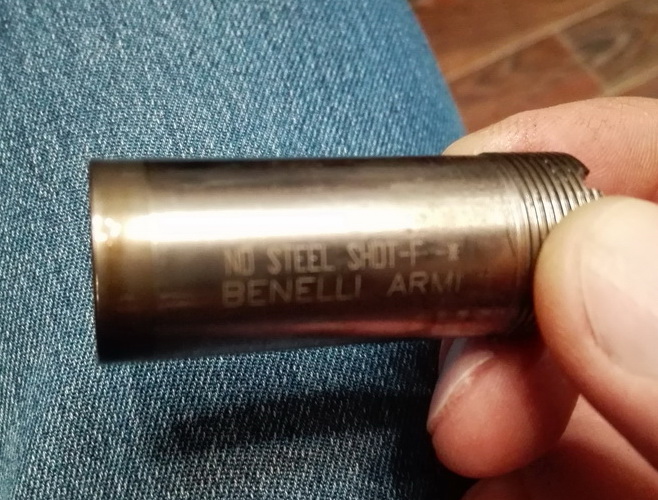 NO STEEL SHOT-F -*
BENELLI ARMI